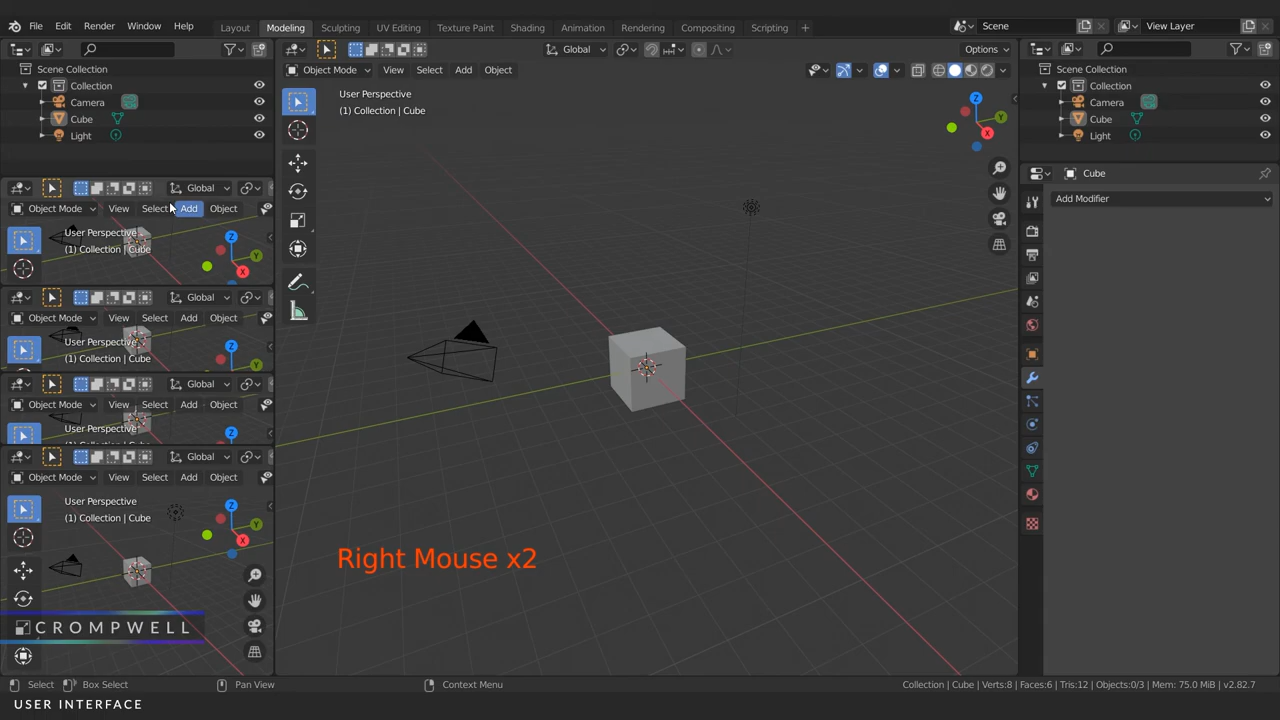 File Edit Render Window Help Layout Modeling Sculpting UV Editing Texture Paint Shading Animation Rendering Compositing Scripting + Scene View Layer
Global Options
Scene Collection
Collection
Camera
Cube
Light
Object Mode View Select Add Object
User Perspective
(1) Collection | Cube
Global
Object Mode View Select Add Object
User Perspective
(1) Collection | Cube
Z
Y
X
Global
Object Mode View Select Add Object
User Perspective
(1) Collection | Cube
Z
Y
Global
Object Mode View Select Add Object
User Perspective
Z
Global
Object Mode View Select Add Object
User Perspective
(1) Collection | Cube
Z
Y
X
Z
Y
X
Right Mouse x2
Scene Collection
Collection
Camera
Cube
Light
Cube
Add Modifier
CROMPWELL
Select Box Select Pan View Context Menu Collection | Cube | Verts:8 | Faces:6 | Tris:12 | Objects:0/3 | Mem: 75.0 MiB | v2.82.7
USER INTERFACE